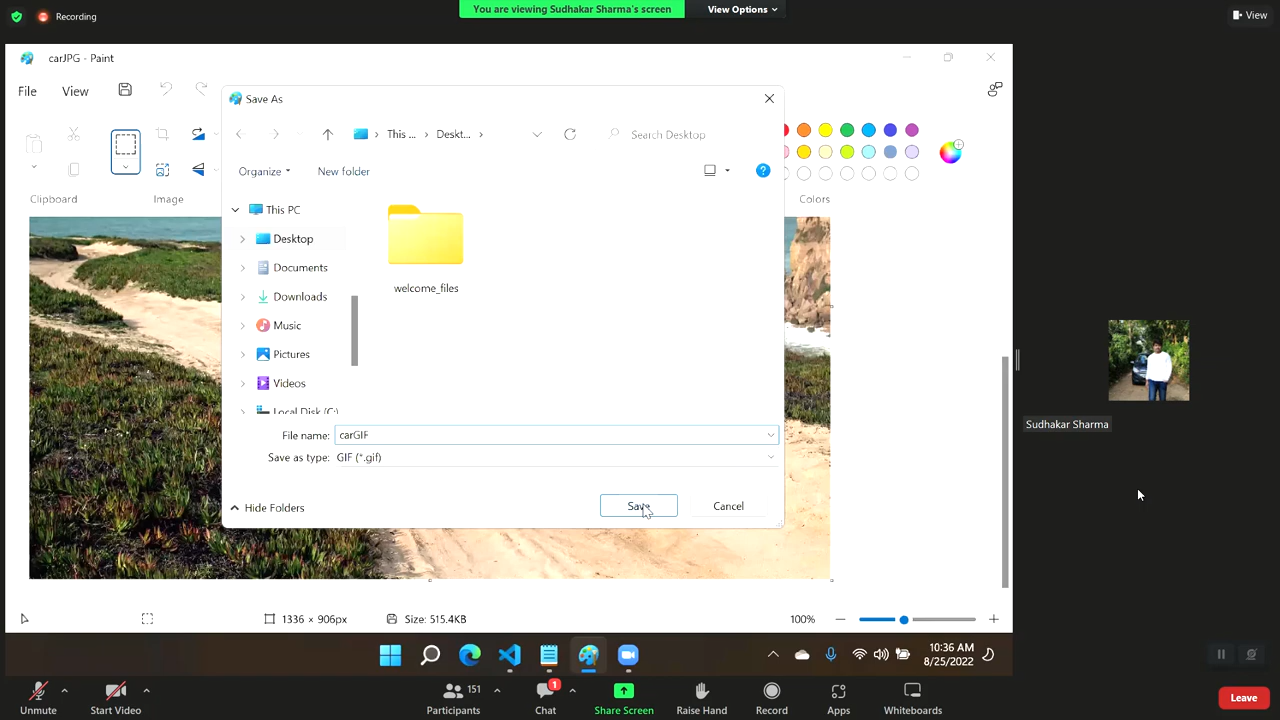 Recording
You are viewing Sudhakar Sharma's screen
View Options
View
carJPG - Paint
File
View
Save As
This ...
Deskt...
Search Desktop
Organize
New folder
Clipboard
Image
Colors
This PC
Desktop
Documents
Downloads
Music
Pictures
Videos
Local Disk (C:)
welcome_files
File name: carGIF
Save as type: GIF (*.gif)
Hide Folders
Save
Cancel
Sudhakar Sharma
1336 × 906px
Size: 515.4KB
100%
10:36 AM
8/25/2022
Unmute
Start Video
151
Participants
1
Chat
Share Screen
Raise Hand
Record
Apps
Whiteboards
Leave